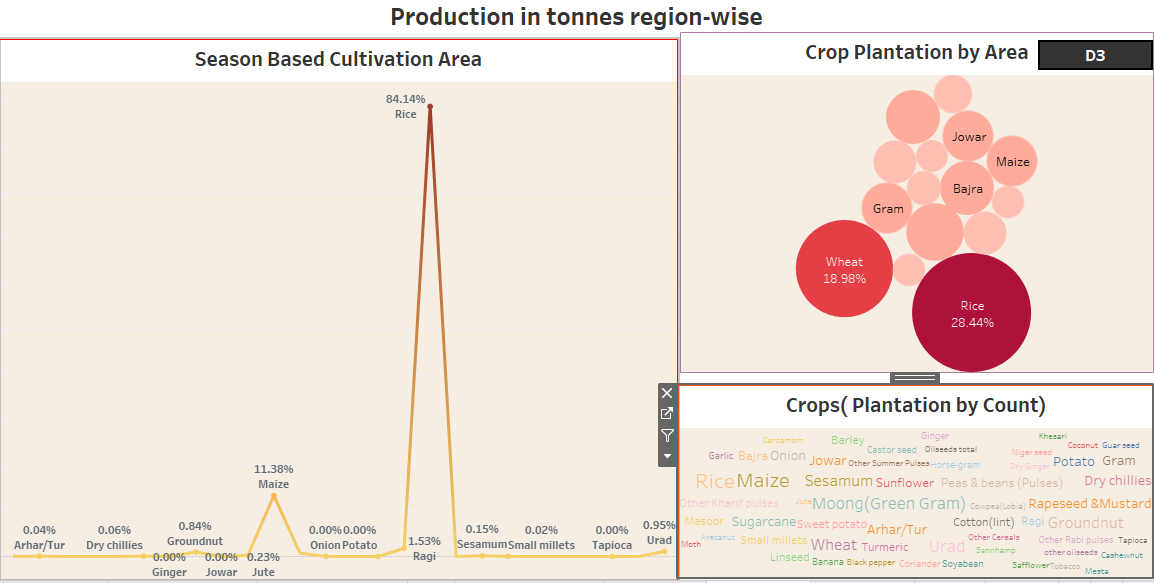 Production in tonnes region-wise
Season Based Cultivation Area
84.14%
Rice
11.38%
Maize
0.04%
Arhar/Tur
0.06%
Dry chillies
0.84%
Groundnut
0.00% 0.00%
Onion Potato
0.15%
Sesamum
0.02%
Small millets
0.00%
Tapioca
0.95%
Urad
0.00%
Ginger
0.00%
Jowar
0.23%
Jute
1.53%
Ragi
Crop Plantation by Area
D3
Jowar
Maize
Bajra
Gram
Wheat
18.98%
Rice
28.44%
Crops( Plantation by Count)
Cardamom Barley Ginger Khesari
Castor seed Oilseeds total Coconut Guar seed
Garlic Bajra Onion Niger seed
Jowar Other Summer Pulses Horse-gram Dry Ginger Potato Gram
Rice Maize Sesamum Sunflower Peas & beans (Pulses) Dry chillies
Other Kharif pulses Jute Moong(Green Gram) Cowpea(Lobia) Rapeseed &Mustard
Masoor Sugarcane Sweet potato Arhar/Tur Cotton(lint) Ragi Groundnut
Arecanut Small millets Other Cereals Other Rabi pulses Tapioca
Moth Wheat Turmeric Urad Sannhamp other oilseeds Cashewnut
Linseed Banana Black pepper Coriander Soyabean Safflower Tobacco Mesta